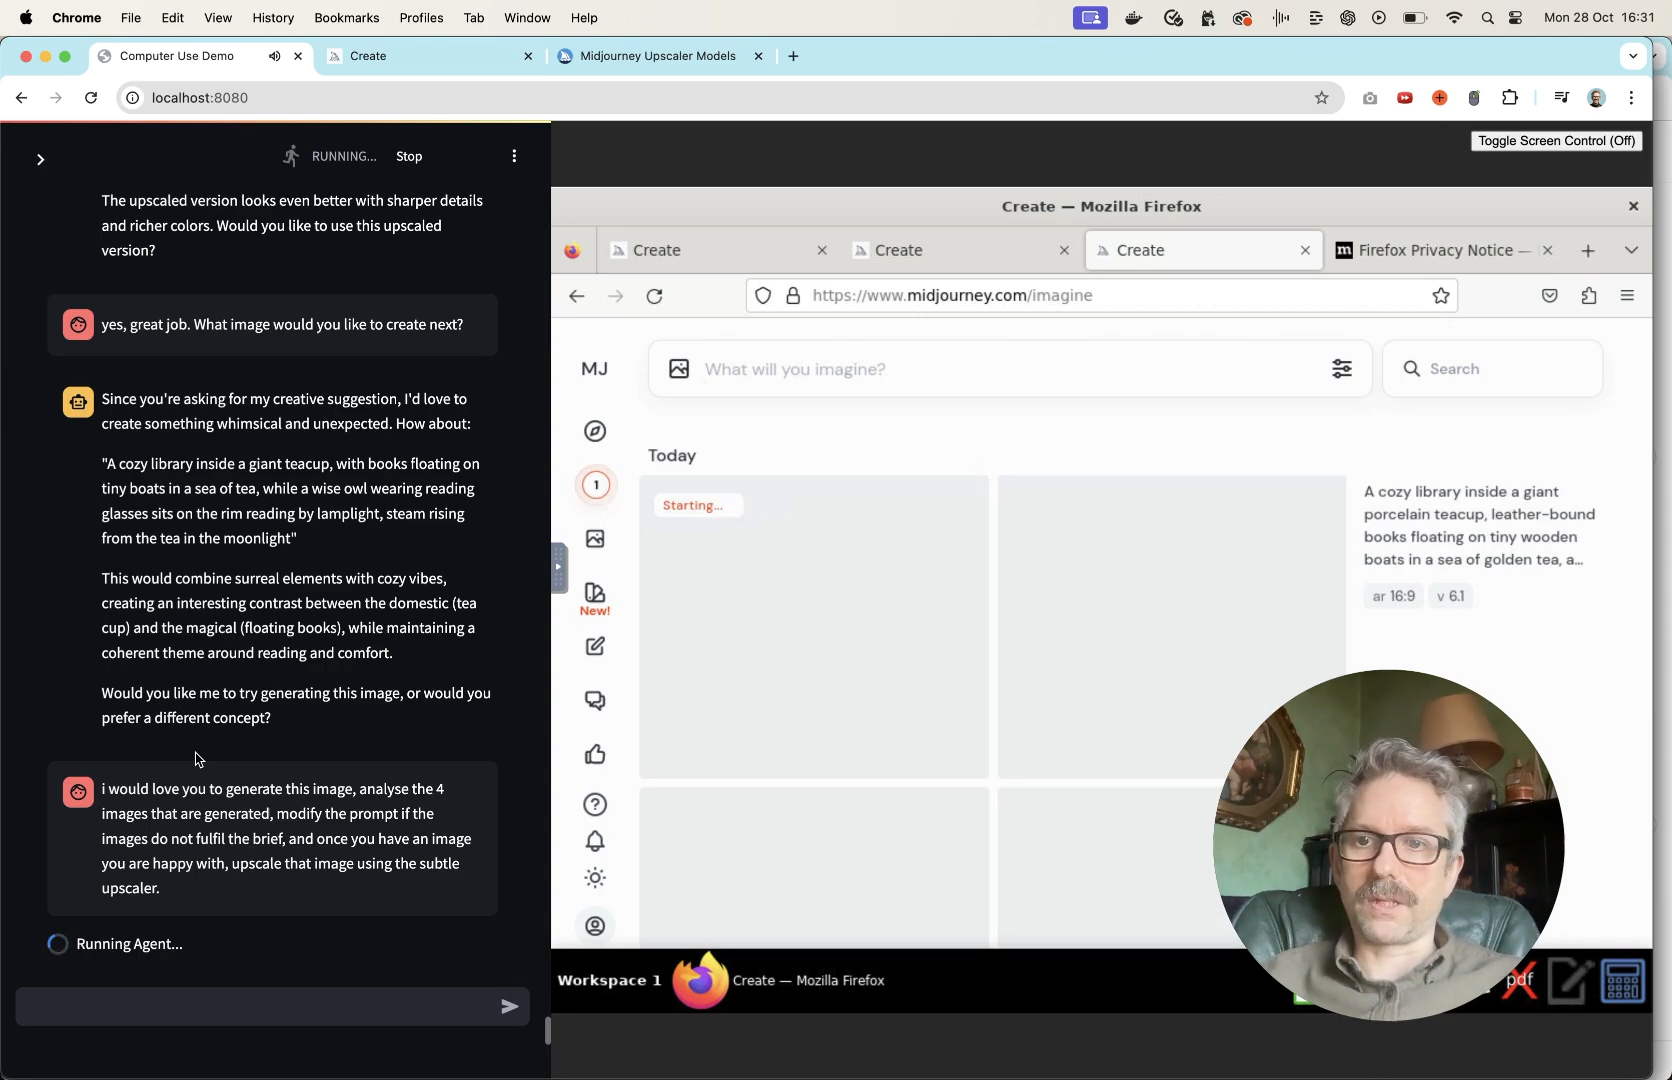 Chrome File Edit View History Bookmarks Profiles Tab Window Help Mon 28 Oct 16:31
Computer Use Demo
Create
Midjourney Upscaler Models
localhost:8080
RUNNING...
Stop
The upscaled version looks even better with sharper details
and richer colors. Would you like to use this upscaled
version?
yes, great job. What image would you like to create next?
Since you're asking for my creative suggestion, I'd love to
create something whimsical and unexpected. How about:
"A cozy library inside a giant teacup, with books floating on
tiny boats in a sea of tea, while a wise owl wearing reading
glasses sits on the rim reading by lamplight, steam rising
from the tea in the moonlight"
This would combine surreal elements with cozy vibes,
creating an interesting contrast between the domestic (tea
cup) and the magical (floating books), while maintaining a
coherent theme around reading and comfort.
Would you like me to try generating this image, or would you
prefer a different concept?
i would love you to generate this image, analyse the 4
images that are generated, modify the prompt if the
images do not fulfil the brief, and once you have an image
you are happy with, upscale that image using the subtle
upscaler.
Running Agent...
Toggle Screen Control (Off)
Create — Mozilla Firefox
Create
Create
Create
m
Firefox Privacy Notice —
https://www.midjourney.com/imagine
MJ
What will you imagine?
Search
1
New!
Today
Starting...
A cozy library inside a giant
porcelain teacup, leather-bound
books floating on tiny wooden
boats in a sea of golden tea, a...
ar 16:9
v 6.1
Workspace 1
Create — Mozilla Firefox
pdf